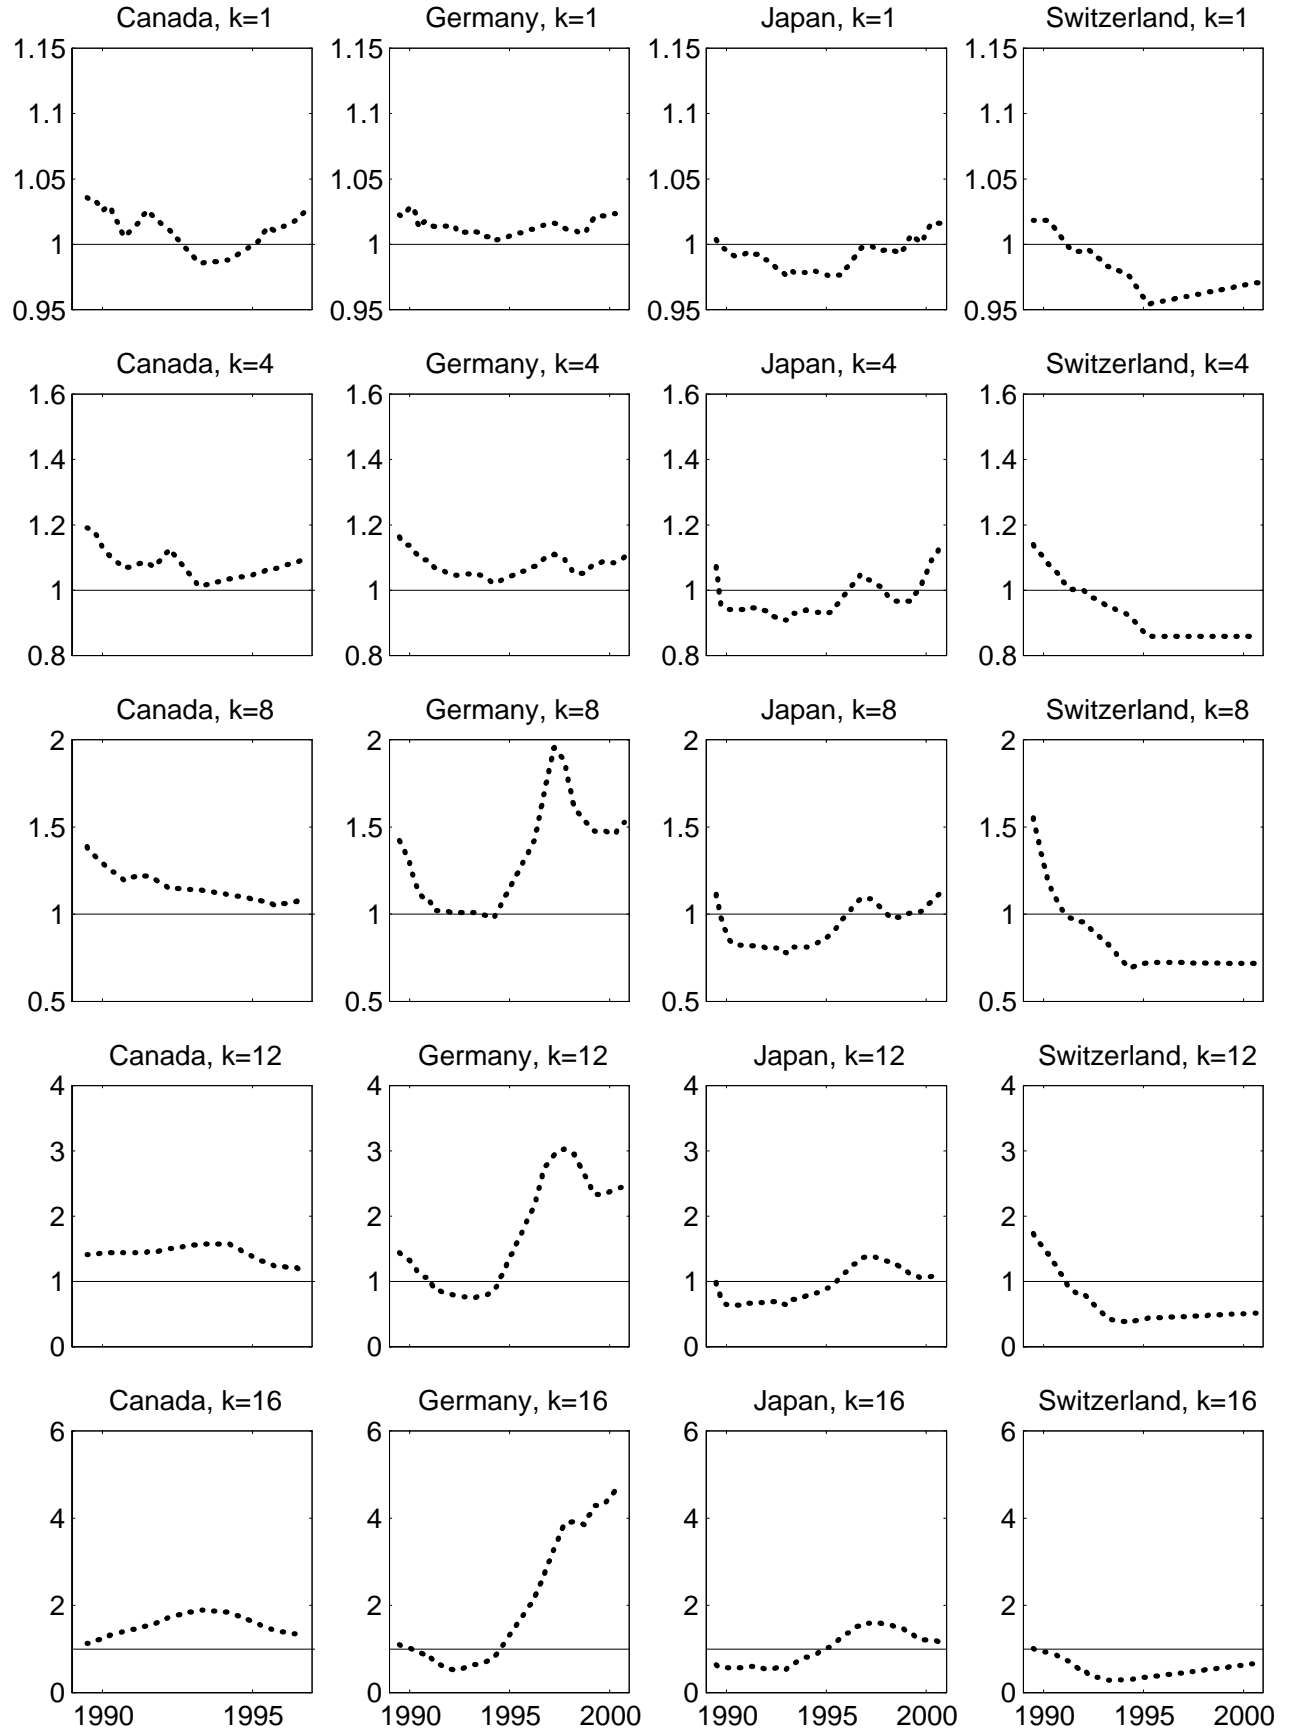 Canada, k=1 Germany, k=1 Japan, k=1 Switzerland, k=1
1.15 1.15 1.15 1.15
1.1 1.1 1.1 1.1
1.05 1.05 1.05 1.05
1 1 1 1
0.95 0.95 0.95 0.95
Canada, k=4 Germany, k=4 Japan, k=4 Switzerland, k=4
1.6 1.6 1.6 1.6
1.4 1.4 1.4 1.4
1.2 1.2 1.2 1.2
1 1 1 1
0.8 0.8 0.8 0.8
Canada, k=8 Germany, k=8 Japan, k=8 Switzerland, k=8
2 2 2 2
1.5 1.5 1.5 1.5
1 1 1 1
0.5 0.5 0.5 0.5
Canada, k=12 Germany, k=12 Japan, k=12 Switzerland, k=12
4 4 4 4
3 3 3 3
2 2 2 2
1 1 1 1
0 0 0 0
Canada, k=16 Germany, k=16 Japan, k=16 Switzerland, k=16
6 6 6 6
4 4 4 4
2 2 2 2
0 0 0 0
1990 1995 1990 1995 2000 1990 1995 2000 1990 1995 2000